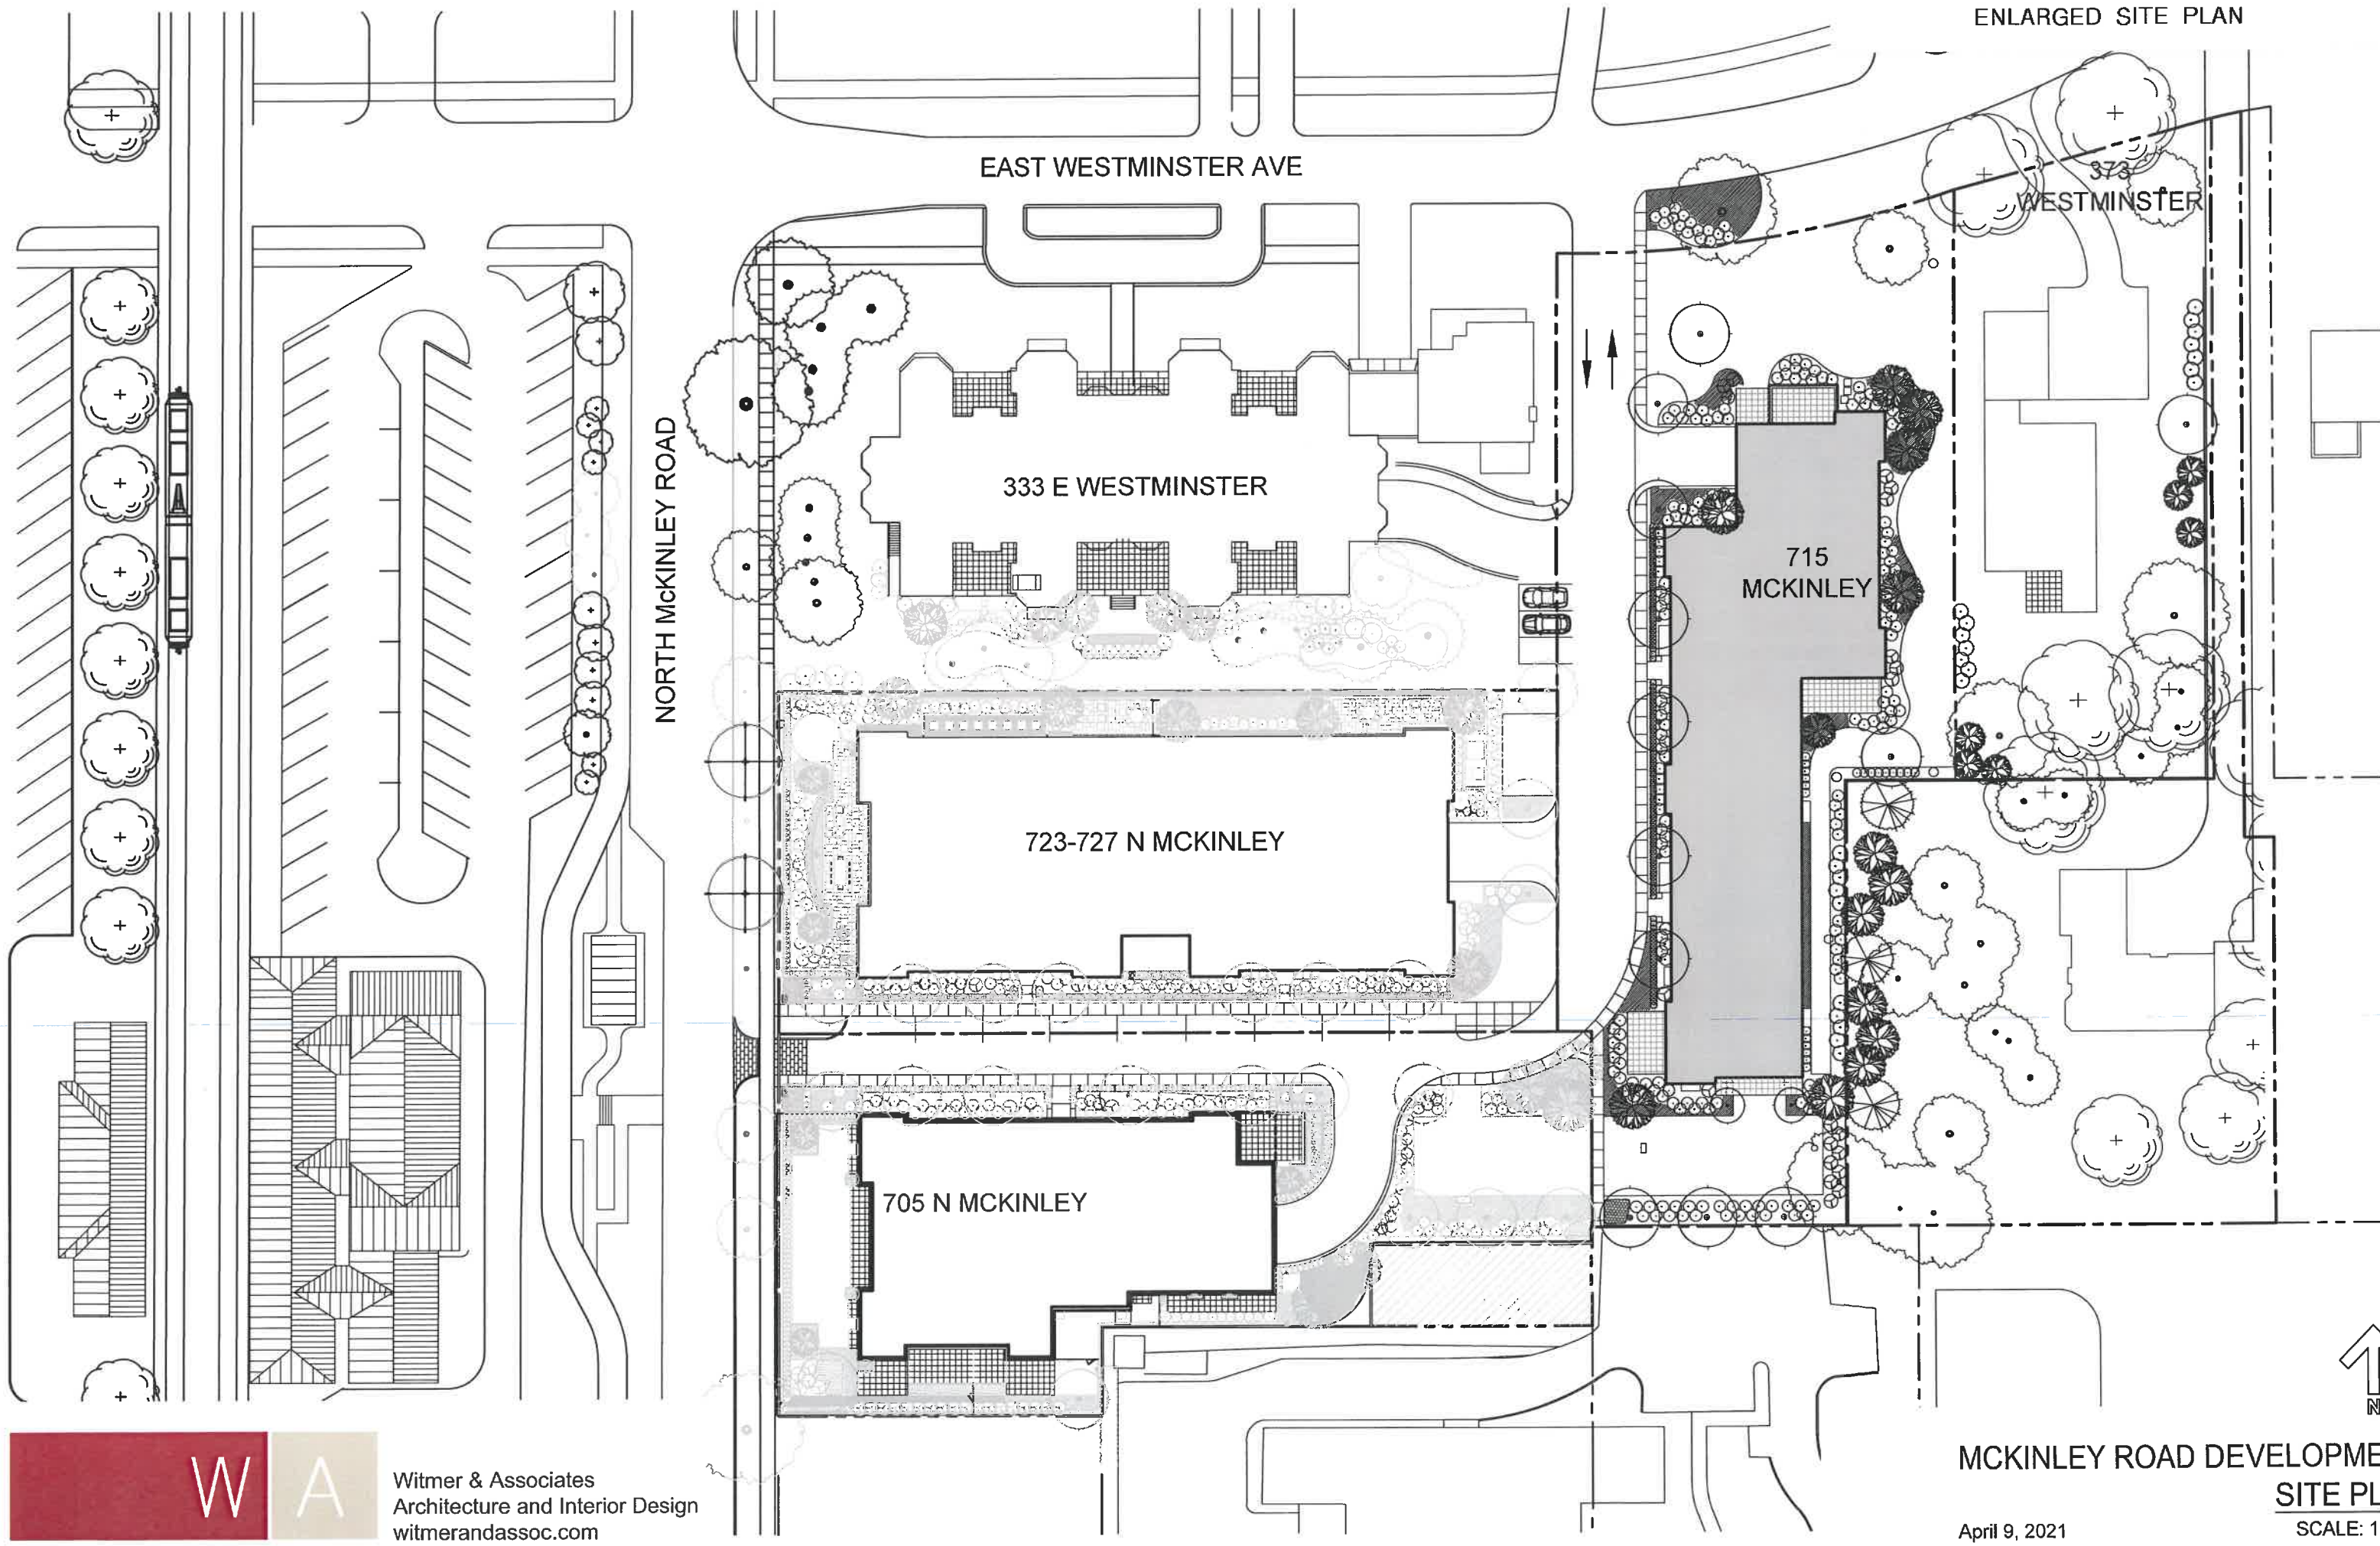 ENLARGED SITE PLAN
EAST WESTMINSTER AVE
373
WESTMINSTER
NORTH McKINLEY ROAD
333 E WESTMINSTER
715
MCKINLEY
723-727 N MCKINLEY
705 N MCKINLEY
N
W A
Witmer & Associates
Architecture and Interior Design
witmerandassoc.com
MCKINLEY ROAD DEVELOPME
SITE PL
SCALE: 1
April 9, 2021